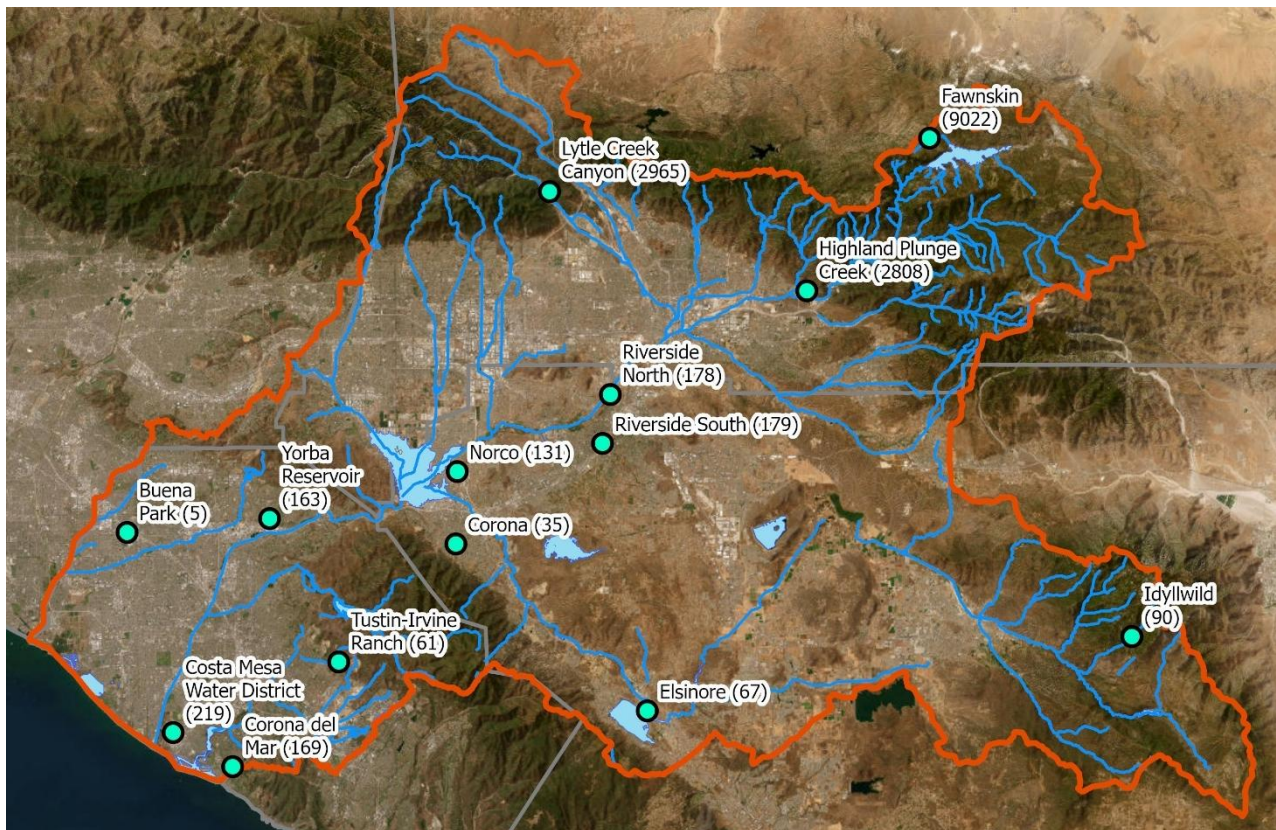 Fawnskin
(9022)
Lytle Creek
Canyon (2965)
Highland Plunge
Creek (2808)
Riverside
North (178)
Riverside South (179)
Norco (131)
Yorba
Reservoir
(163)
Buena
Park (5)
Corona (35)
Idyllwild
(90)
Tustin-Irvine
Ranch (61)
Costa Mesa
Water District
(219)
Elsinore (67)
Corona del
Mar (169)